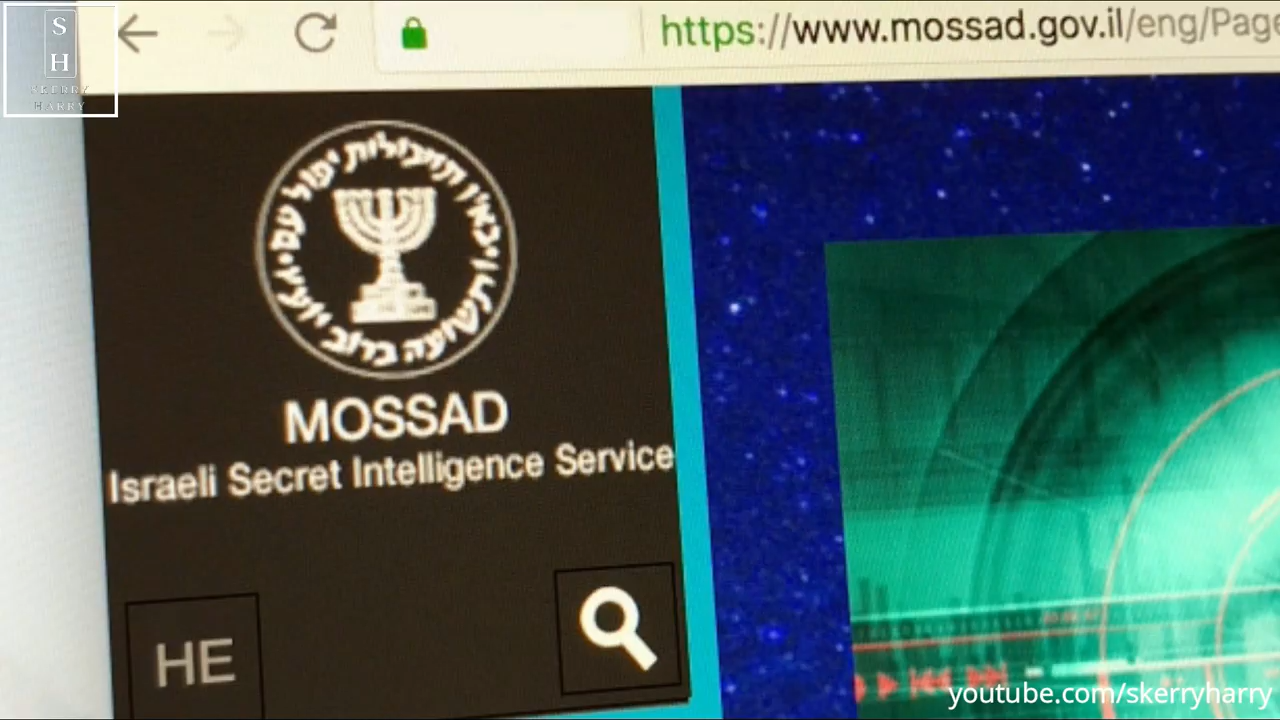 S
H
SKERRY
HARRY
https://www.mossad.gov.il/eng/Page
באין תחבולות יפול עם
ותשועה ברוב יועץ
MOSSAD
Israeli Secret Intelligence Service
HE
youtube.com/skerryharry